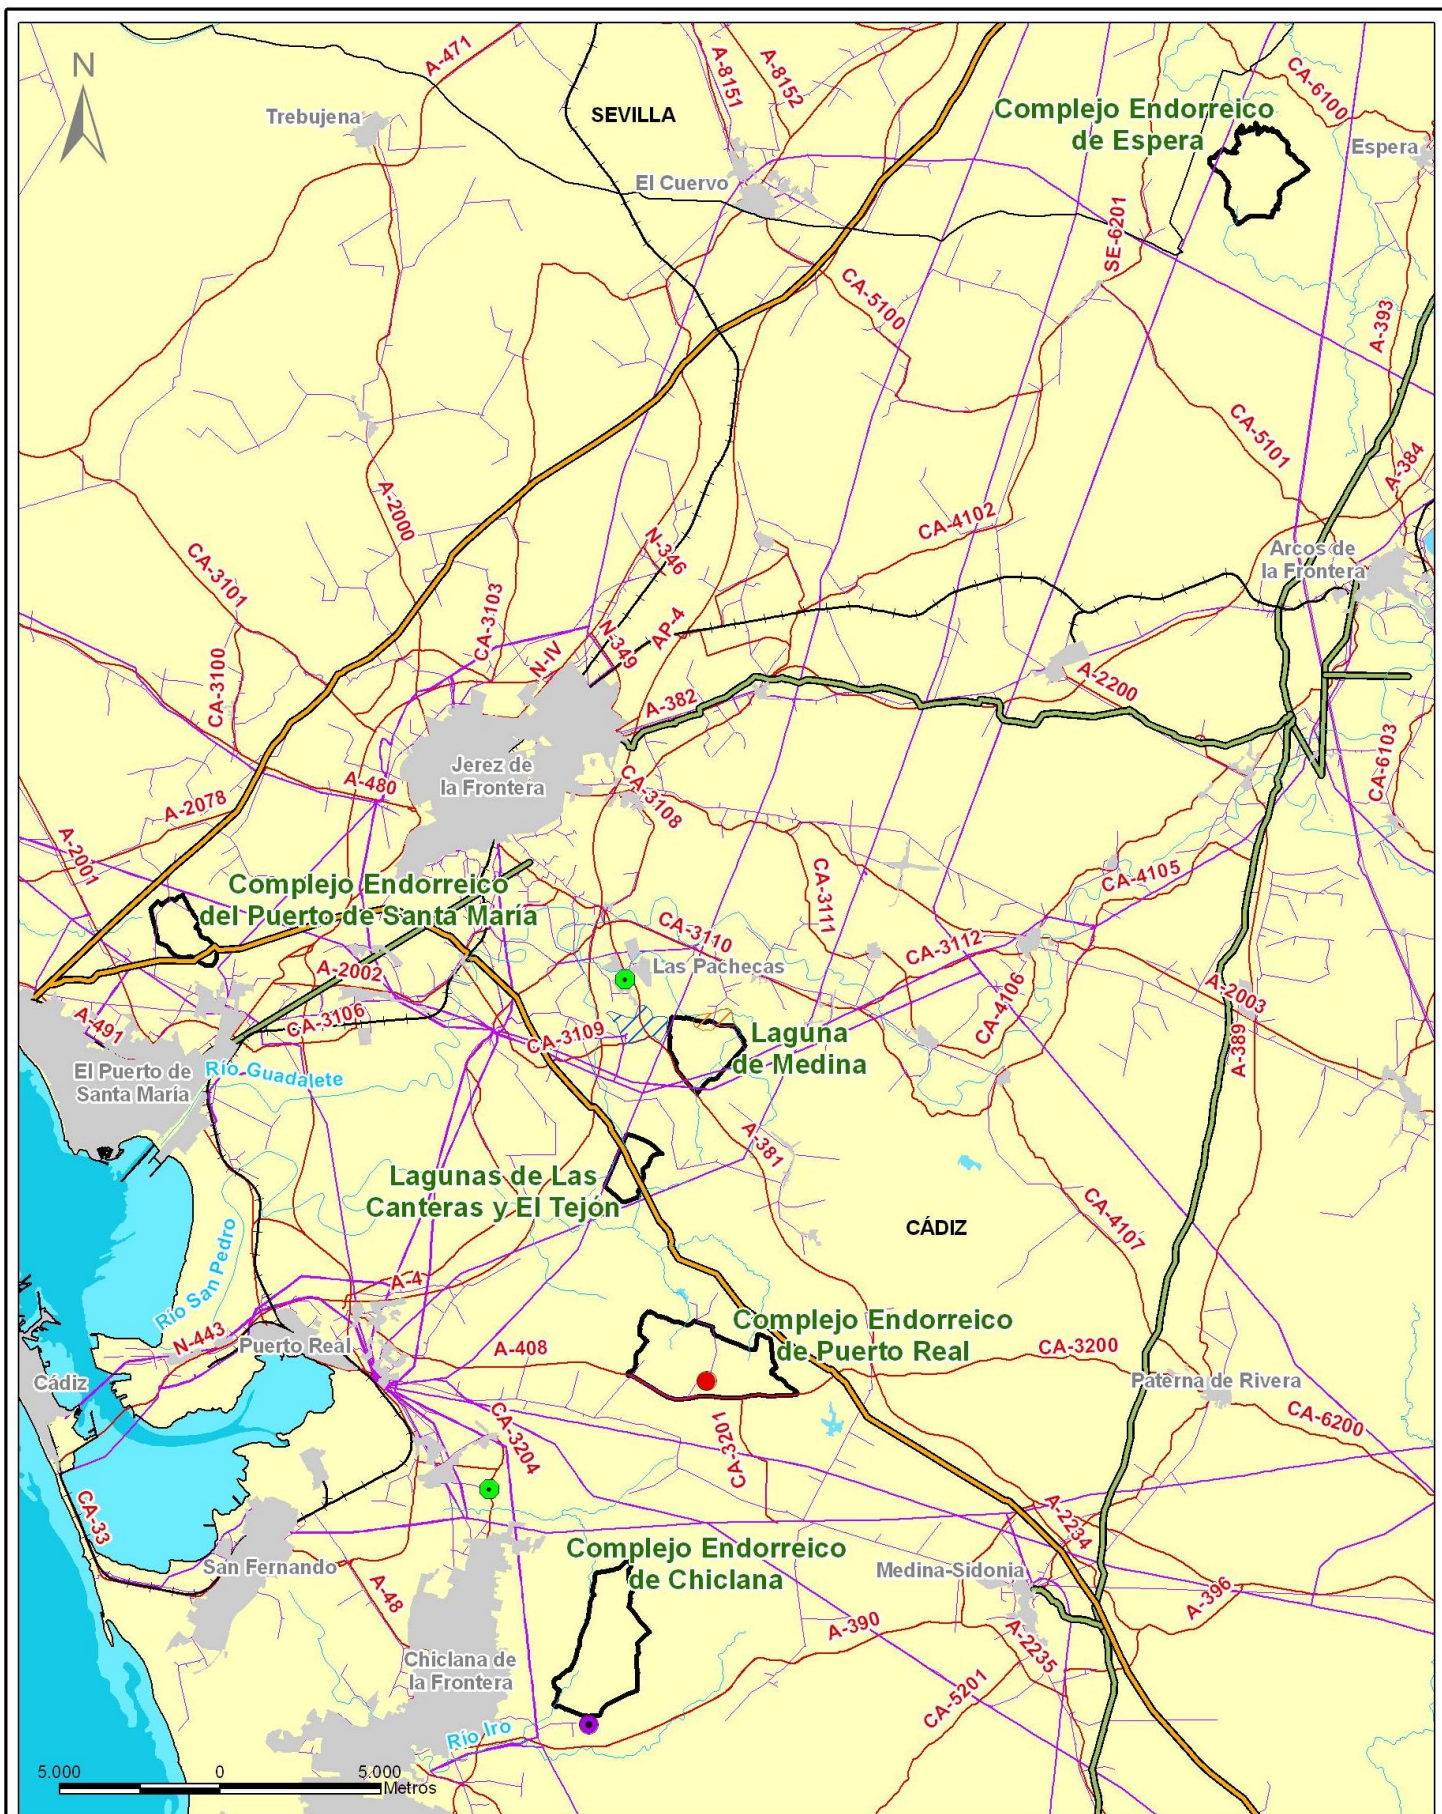 N
A-471
A-8151
A-8152
CA-6100
Trebujena
SEVILLA
Complejo Endorreico
de Espera
Espera
El Cuervo
SE-6201
CA-5100
A-393
CA-5101
A-384
A-2000
CA-4102
N-346
Arcos de
la Frontera
CA-3101
CA-3103
N-349
AP-4
N-IV
CA-3100
A-382
A-2200
CA-6103
Jerez de
la Frontera
A-480
CA-3108
A-2078
A-2001
CA-3111
CA-4105
Complejo Endorreico
del Puerto de Santa María
CA-3110
CA-3112
Las Pachecas
A-2002
CA-4106
A-2003
A-491
CA-3106
CA-3109
Laguna
de Medina
A-389
El Puerto de
Santa María
Río Guadalete
A-381
Lagunas de Las
Canteras y El Tejón
CÁDIZ
CA-4107
Río San Pedro
A-4
N-443
Puerto Real
A-408
Complejo Endorreico
de Puerto Real
CA-3200
Cádiz
Paterna de Rivera
CA-6200
CA-3204
CA-3201
CA-33
A-2234
San Fernando
Complejo Endorreico
de Chiclana
Medina-Sidonia
A-48
A-390
A-396
A-2235
Chiclana de
la Frontera
CA-5201
Río Iro
5.000 0 5.000
Metros